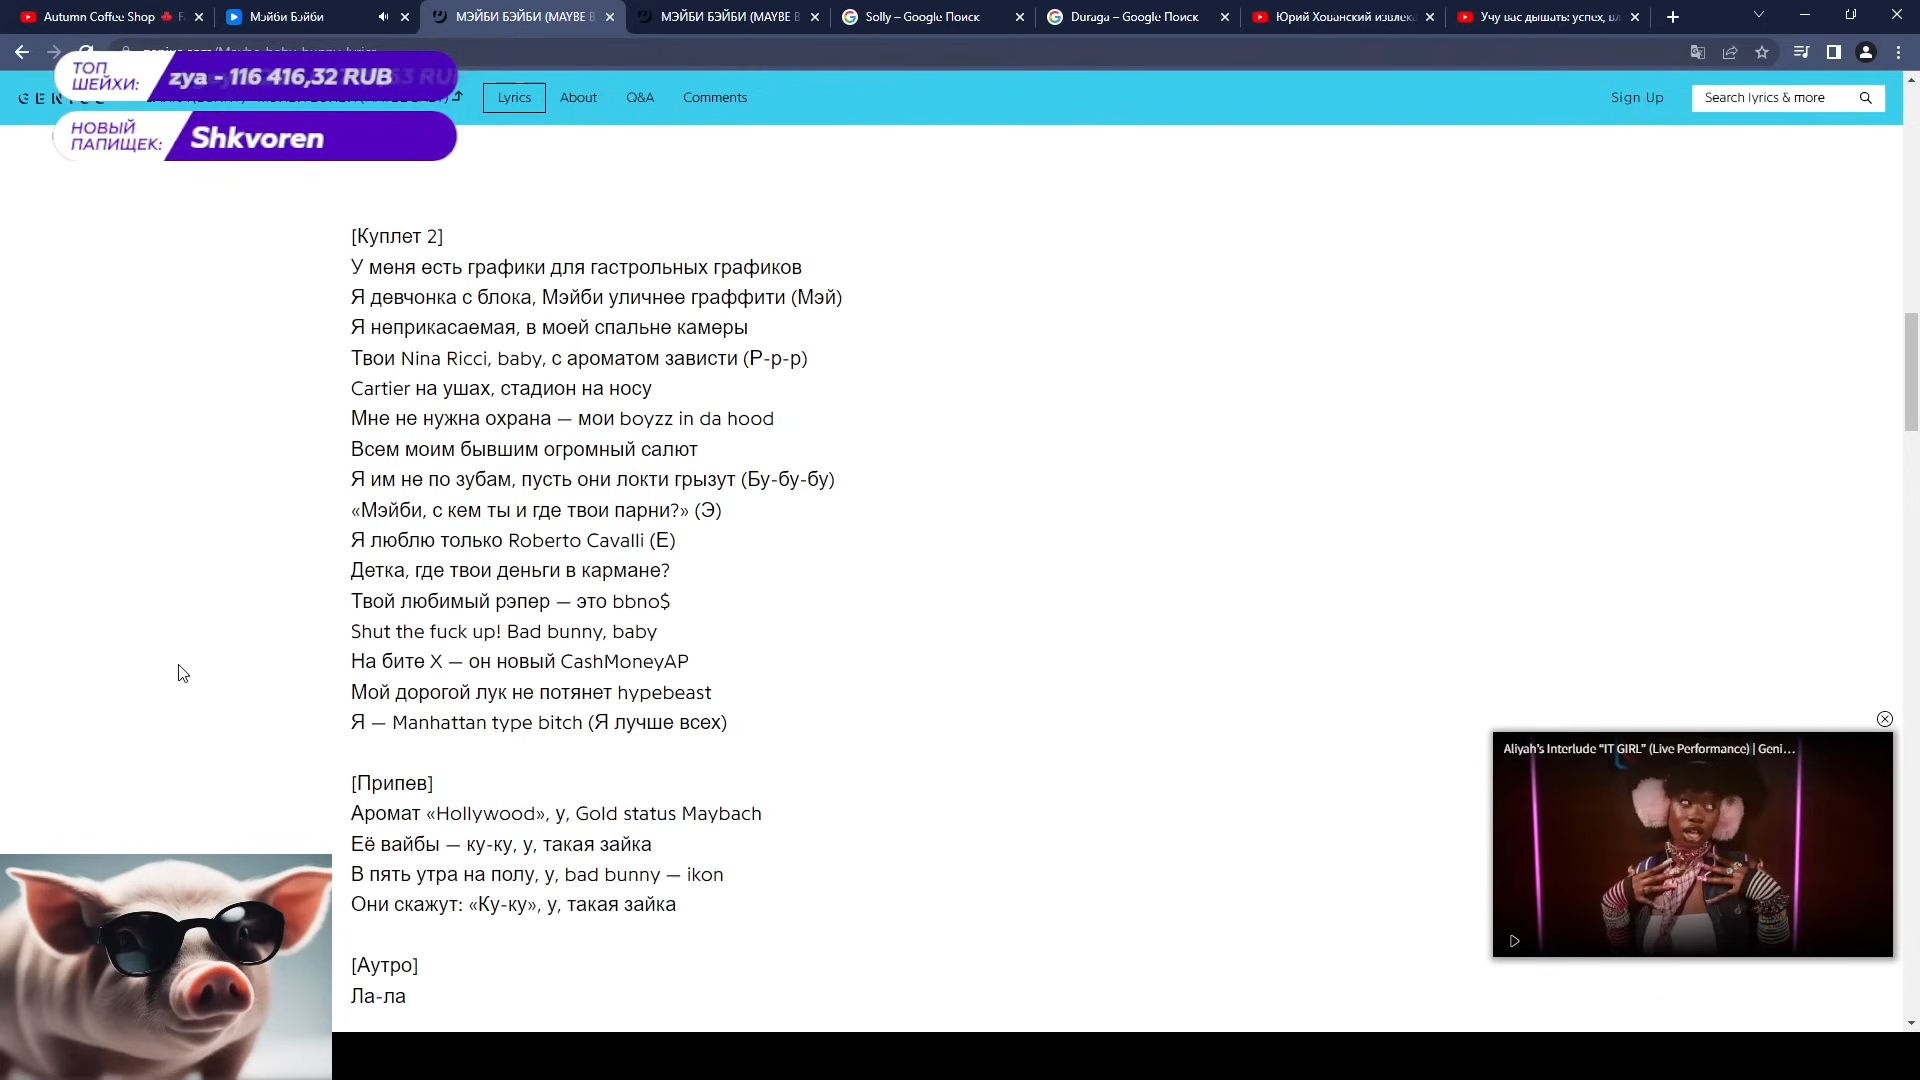 Autumn Coffee Shop 🍁
Мэйби Бэйби
МЭЙБИ БЭЙБИ (MAYBE B
МЭЙБИ БЭЙБИ (MAYBE B
Solly – Google Поиск
Duraga – Google Поиск
Юрий Хованский извлека
Учу вас дышать: успех,
ТОП ШЕЙХИ:
zya - 116 416,32 RUB
НОВЫЙ ПАПИЩЕК:
Shkvoren
Lyrics
About
Q&A
Comments
Sign Up
Search lyrics & more
[Куплет 2]
У меня есть графики для гастрольных графиков
Я девчонка с блока, Мэйби уличнее граффити (Мэй)
Я неприкасаемая, в моей спальне камеры
Твои Nina Ricci, baby, с ароматом зависти (Р-р-р)
Cartier на ушах, стадион на носу
Мне не нужна охрана — мои boyzz in da hood
Всем моим бывшим огромный салют
Я им не по зубам, пусть они локти грызут (Бу-бу-бу)
«Мэйби, с кем ты и где твои парни?» (Э)
Я люблю только Roberto Cavalli (Е)
Детка, где твои деньги в кармане?
Твой любимый рэпер — это bbno$
Shut the fuck up! Bad bunny, baby
На бите X — он новый CashMoneyAP
Мой дорогой лук не потянет hypebeast
Я — Manhattan type bitch (Я лучше всех)
[Припев]
Аромат «Hollywood», у, Gold status Maybach
Её вайбы — ку-ку, у, такая зайка
В пять утра на полу, у, bad bunny — ikon
Они скажут: «Ку-ку», у, такая зайка
[Аутро]
Ла-ла
Aliyah's Interlude “IT GIRL” (Live Performance) | Geni...